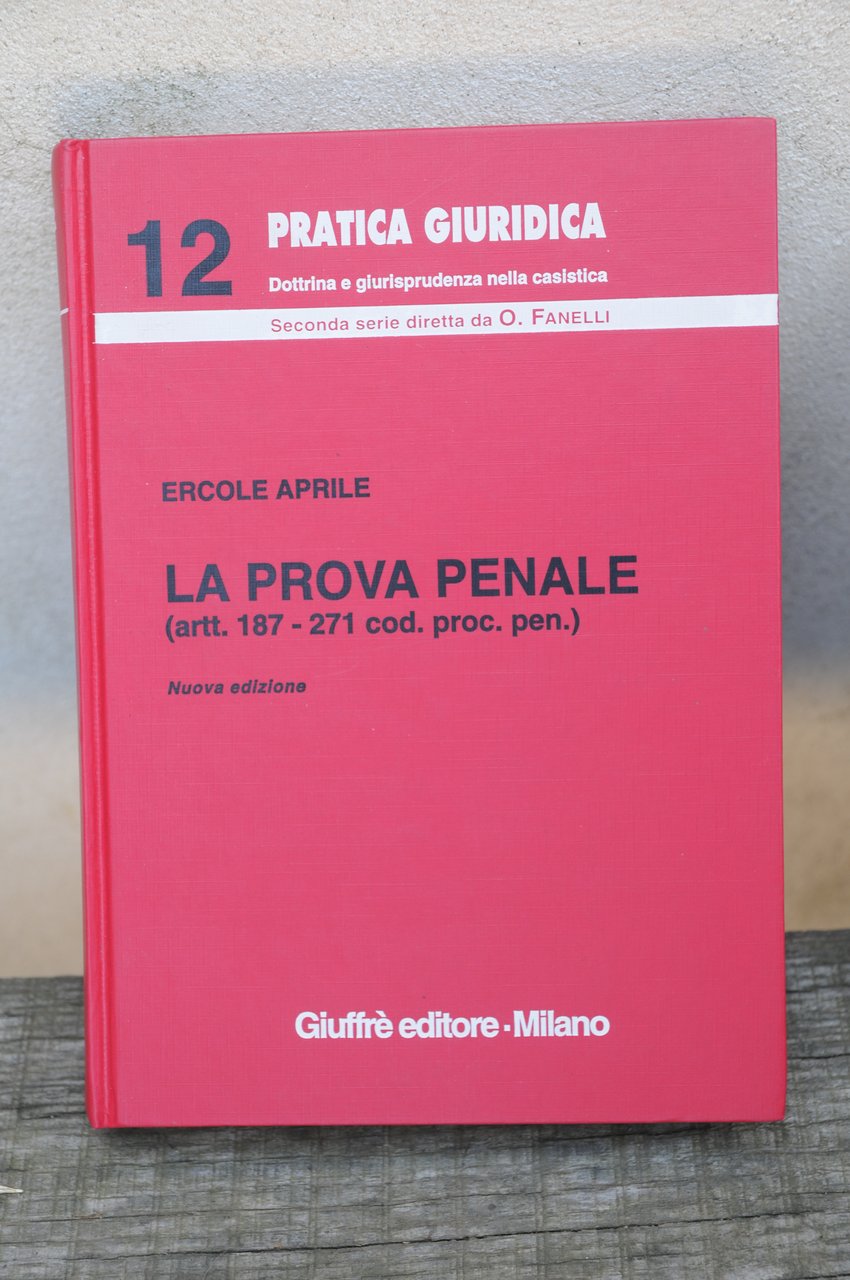 12
PRATICA GIURIDICA
Dottrina e giurisprudenza nella casistica
Seconda serie diretta da O. FANELLI
ERCOLE APRILE
LA PROVA PENALE
(artt. 187 - 271 cod. proc. pen.)
Nuova edizione
Giuffrè editore · Milano